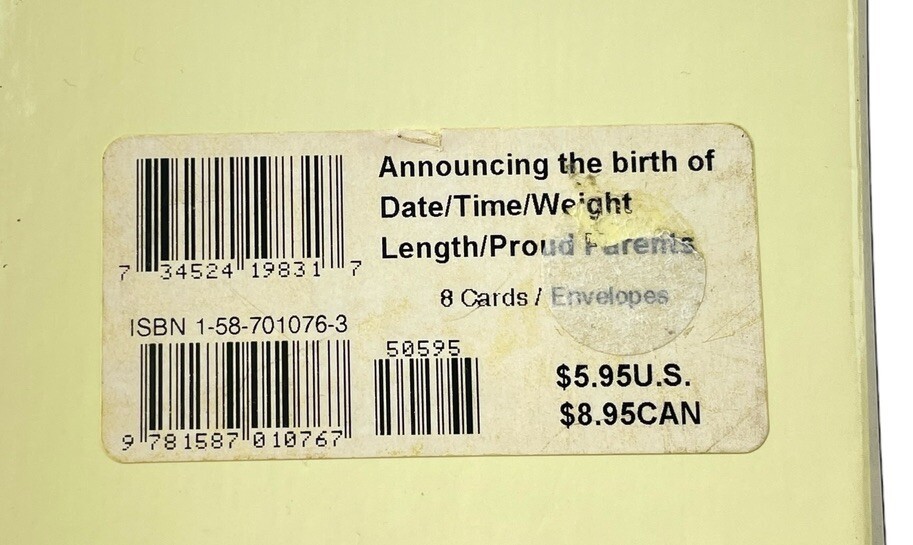 7 34524 19831 7
Announcing the birth of
Date/Time/Weight
Length/Proud Parents
8 Cards / Envelopes
ISBN 1-58-701076-3
9 781587 010767
50595
$5.95U.S.
$8.95CAN